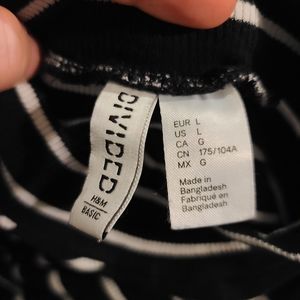 DIVIDED
H&M
BASIC
EUR L
US L
CA G
CN 175/104A
MX G
Made in
Bangladesh
Fabriqué en
Bangladesh